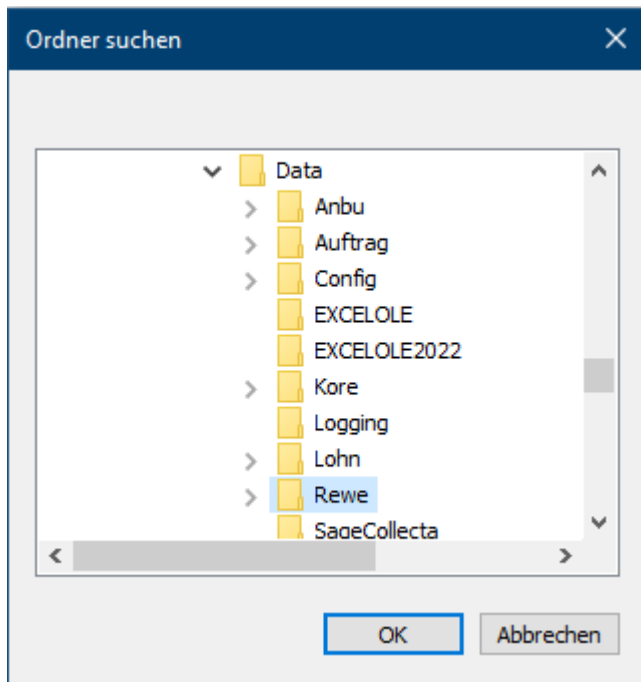 Ordner suchen
Data
Anbu
Auftrag
Config
EXCELOLE
EXCELOLE2022
Kore
Logging
Lohn
Rewe
SageCollecta
OK
Abbrechen